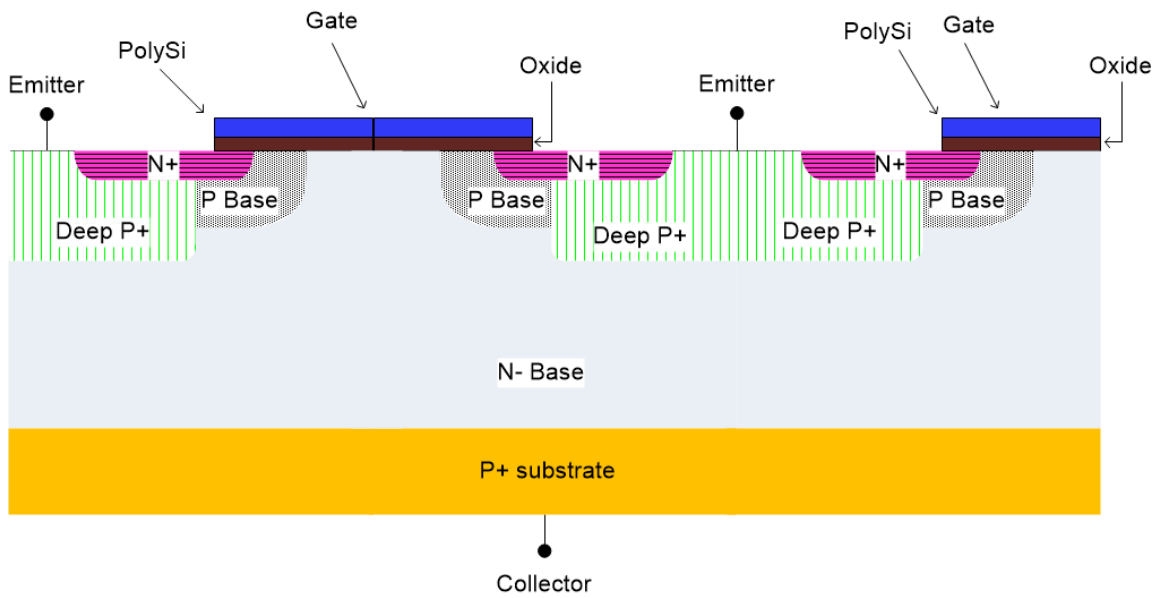 Gate
PolySi
Oxide
Emitter
Emitter
PolySi
Gate
Oxide
N+
N+
N+
P Base
P Base
P Base
Deep P+
Deep P+
Deep P+
N- Base
P+ substrate
Collector